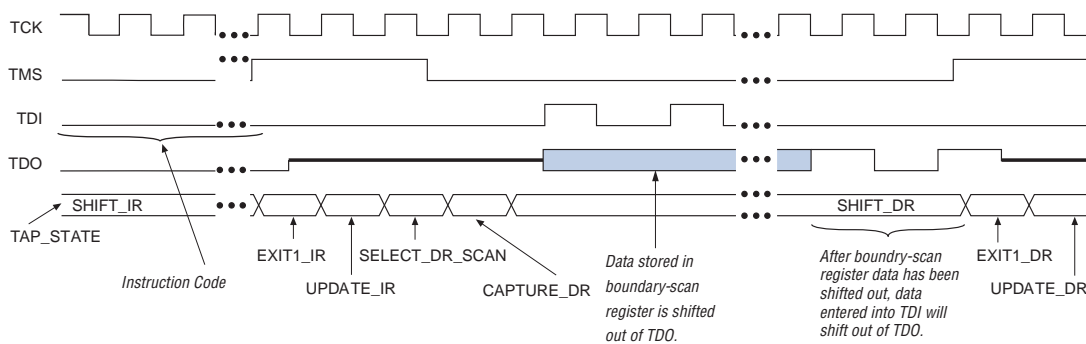 TCK
TMS
TDI
TDO
SHIFT_IR
SHIFT_DR
TAP_STATE
EXIT1_IR
SELECT_DR_SCAN
EXIT1_DR
Instruction Code
UPDATE_IR
CAPTURE_DR
UPDATE_DR
Data stored in
boundary-scan
register is shifted
out of TDO.
After boundry-scan
register data has been
shifted out, data
entered into TDI will
shift out of TDO.